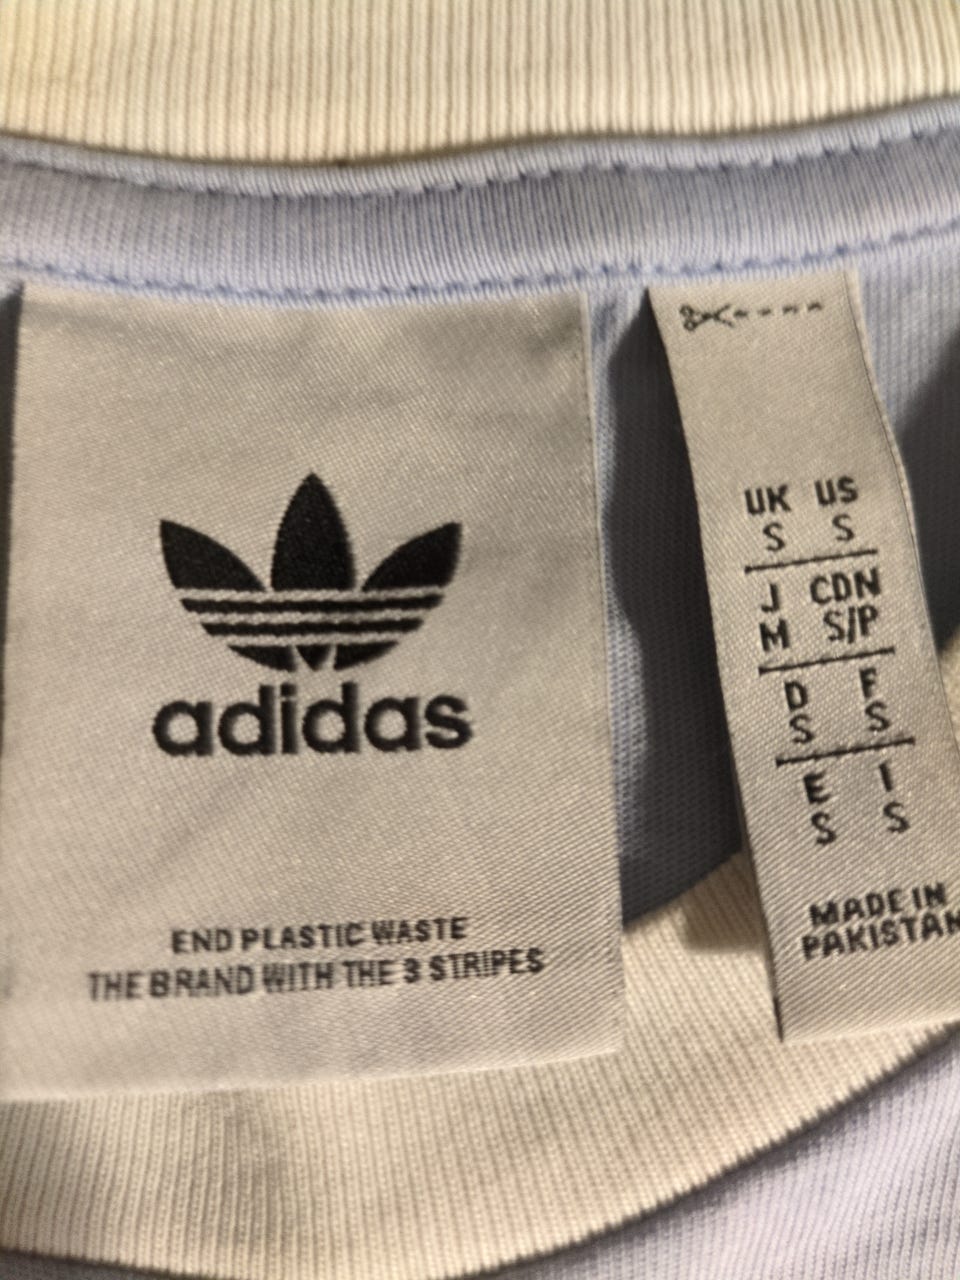 adidas
END PLASTIC WASTE
THE BRAND WITH THE 3 STRIPES
UK US
S S
J CDN
M S/P
D F
S S
E I
S S
MADE IN
PAKISTAN